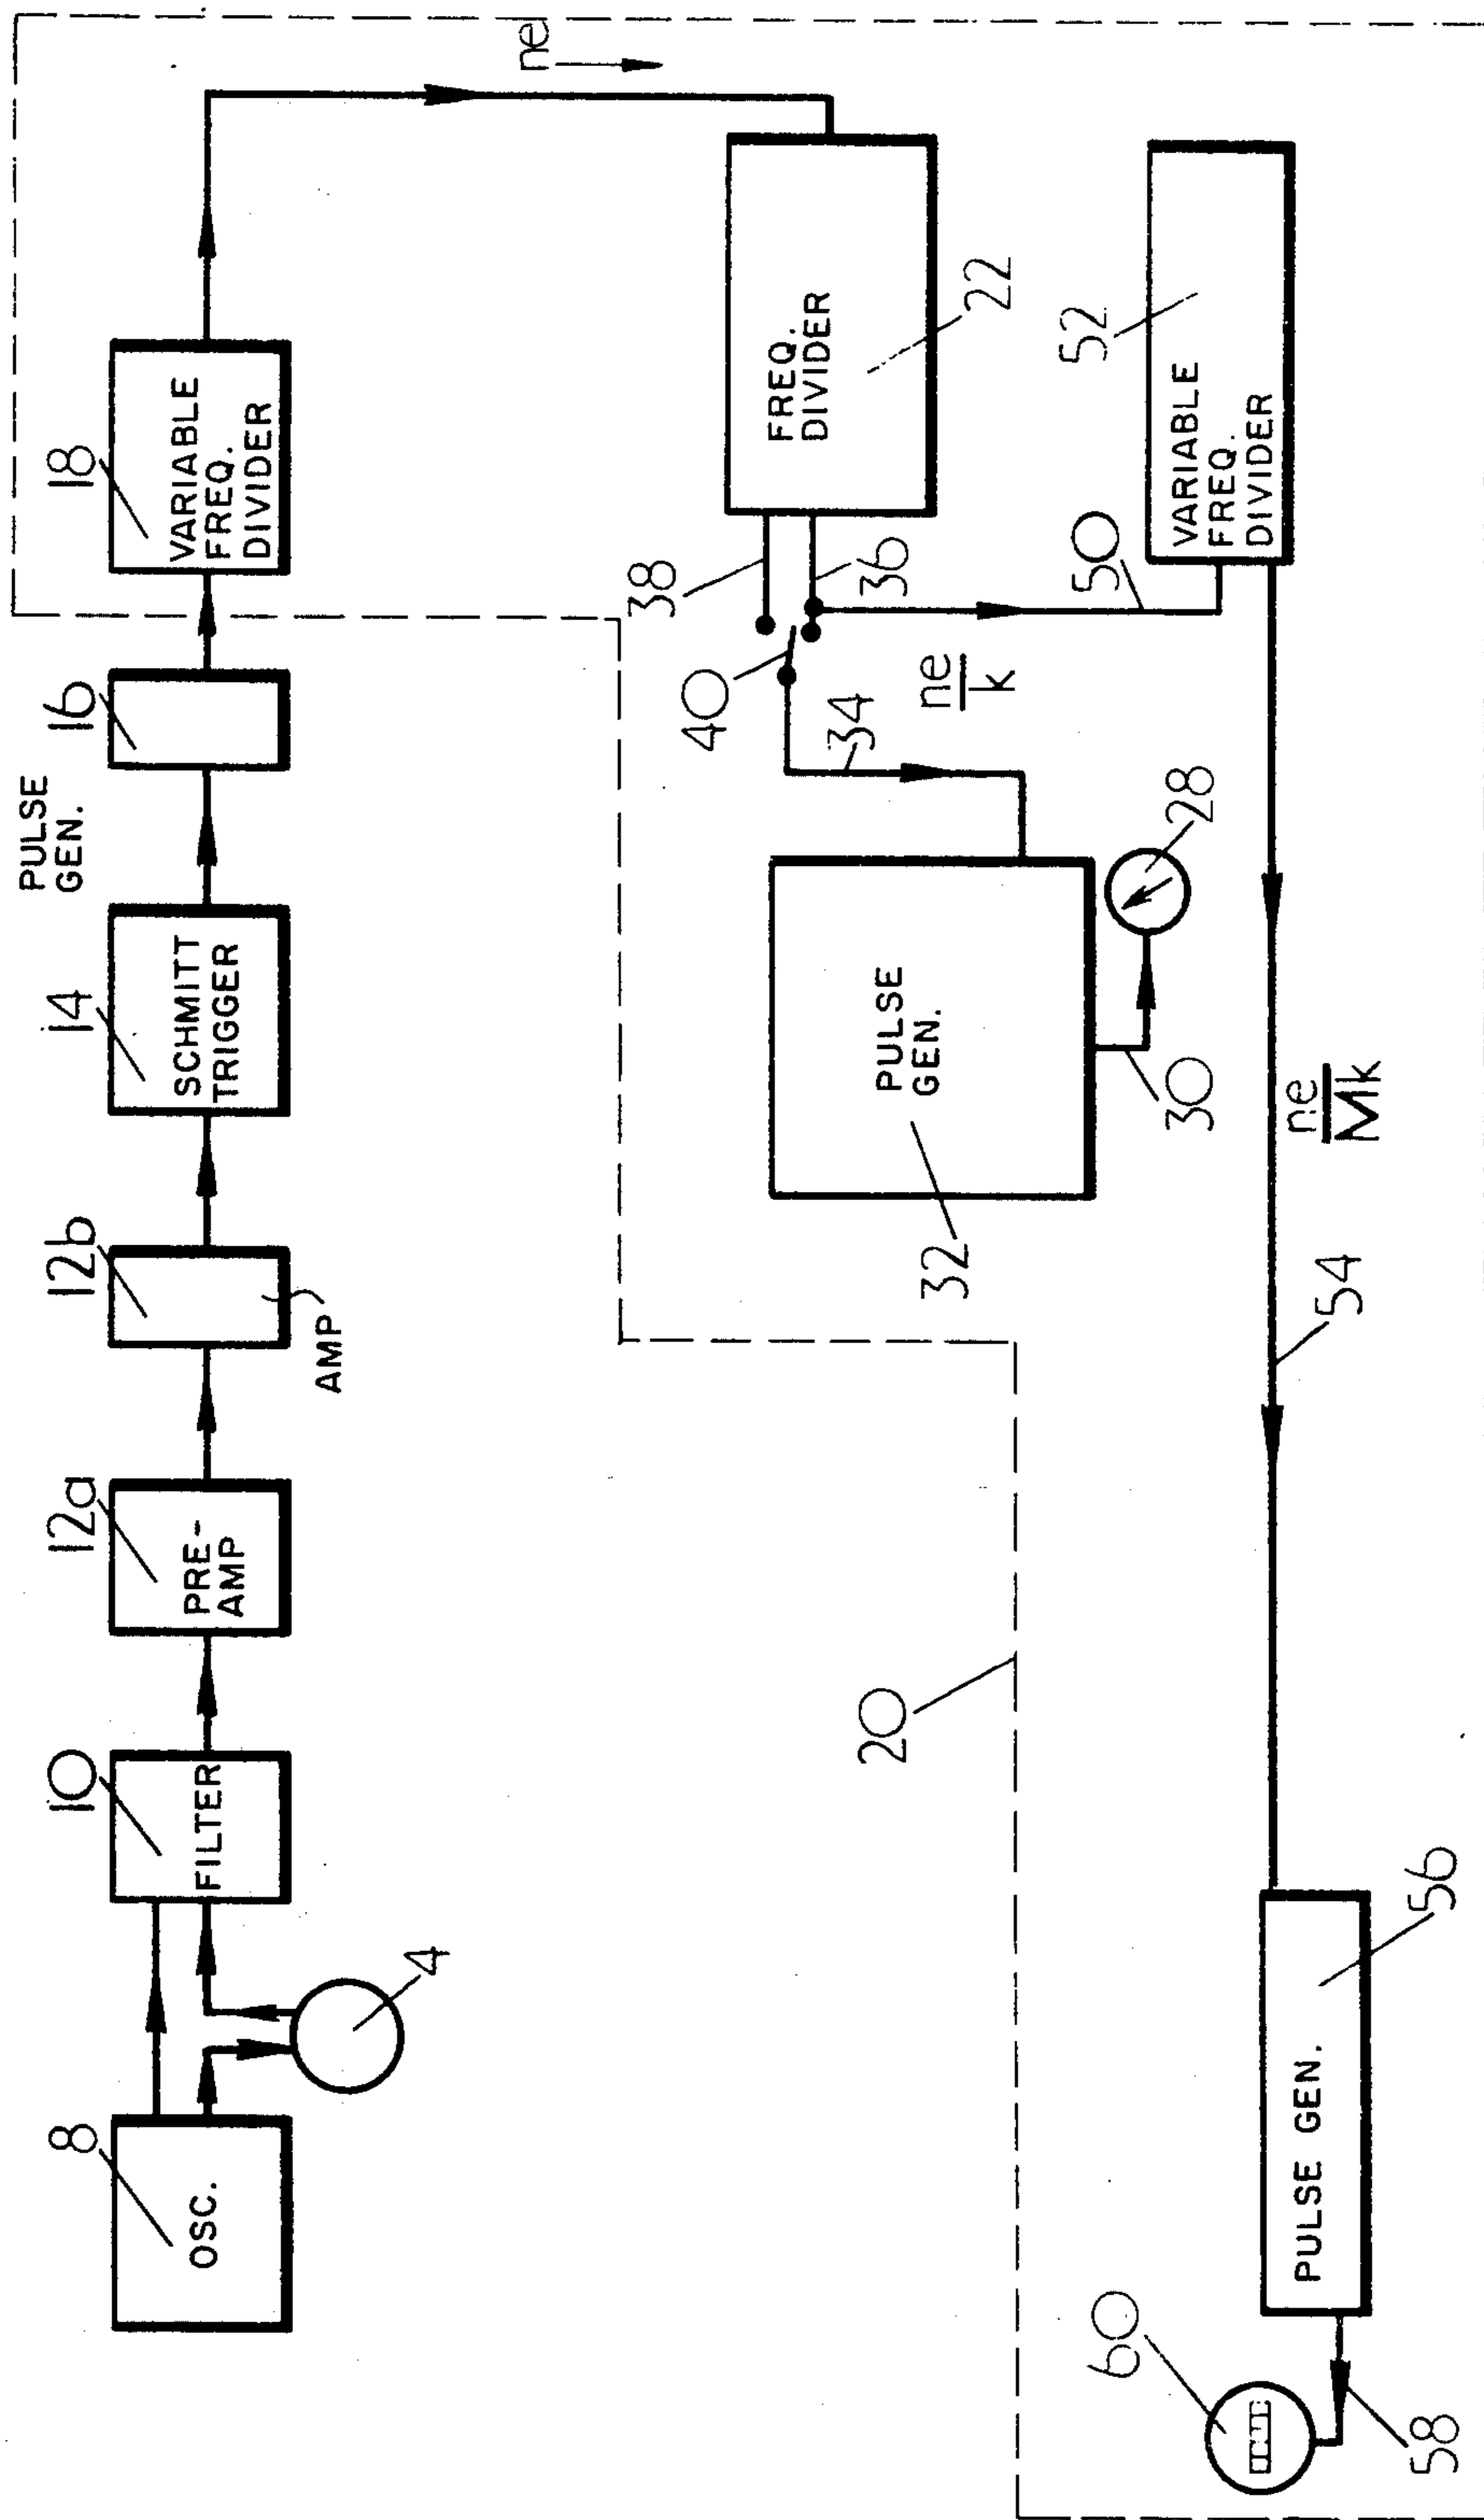 8
OSC.
4
10
FILTER
12a
PRE-
AMP
12b
AMP
14
SCHMITT
TRIGGER
PULSE
GEN.
16
18
VARIABLE
FREQ.
DIVIDER
ne
20
32
PULSE
GEN.
30
28
34
40
38
36
FREQ.
DIVIDER
22
ne
k
50
52
VARIABLE
FREQ.
DIVIDER
ne
Mk
54
56
PULSE GEN.
58
60